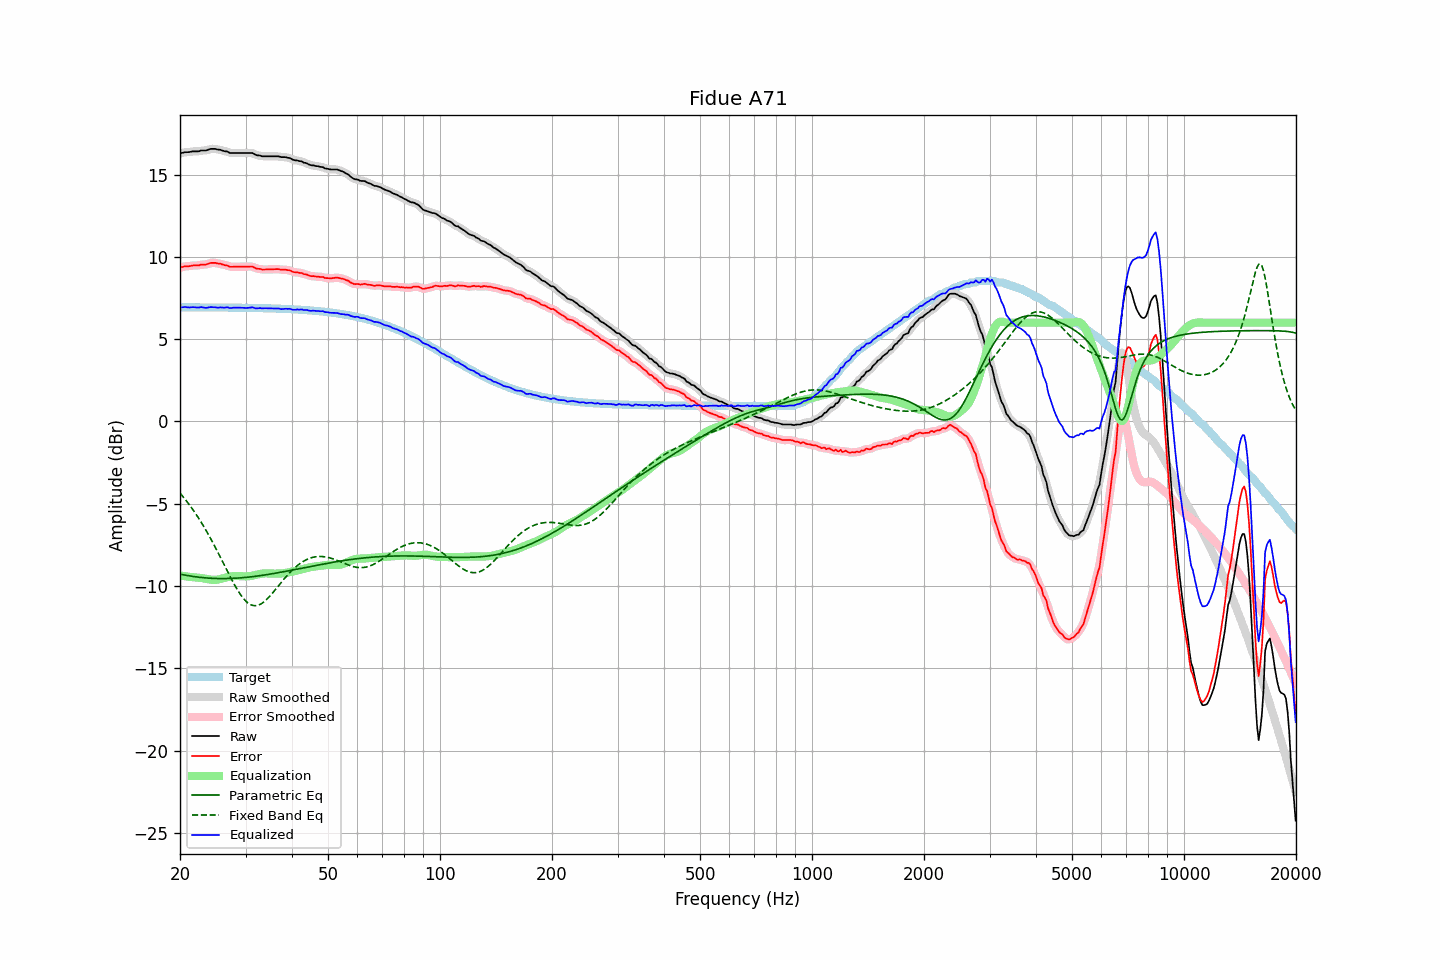 Fidue A71
Amplitude (dBr)
15
10
5
0
−5
−10
−15
−20
−25
Target
Raw Smoothed
Error Smoothed
Raw
Error
Equalization
Parametric Eq
Fixed Band Eq
Equalized
20
50
100
200
500
1000
2000
5000
10000
20000
Frequency (Hz)